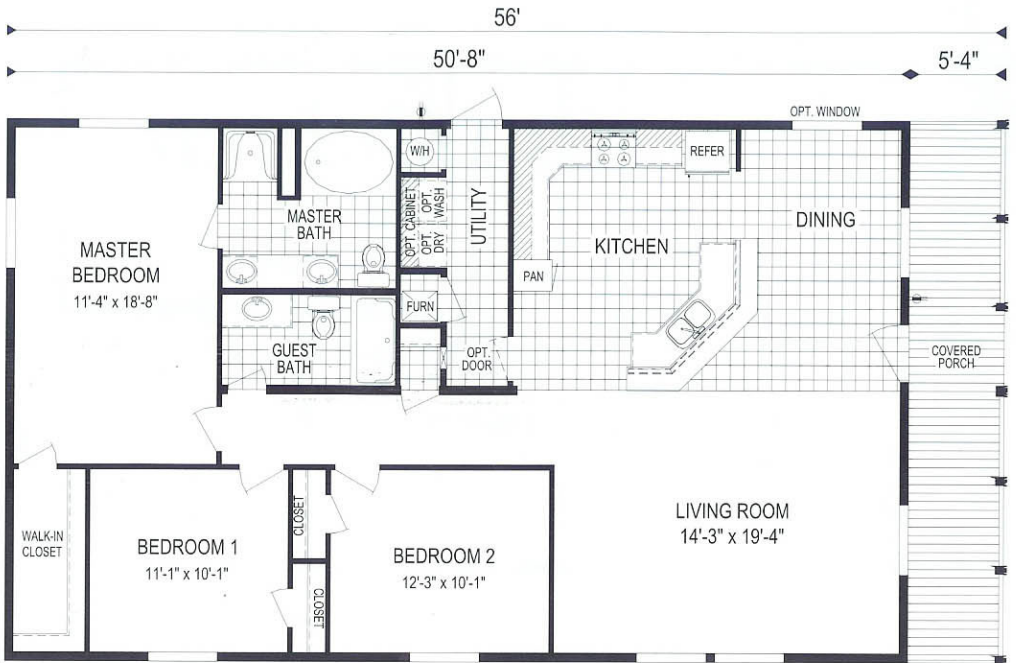 56'
50'-8"
5'-4"
OPT. WINDOW
W/H
REFER
OPT. CABINET
OPT.
WASH
OPT.
DRY
UTILITY
MASTER
BATH
KITCHEN
DINING
MASTER
BEDROOM
11'-4" x 18'-8"
PAN
FURN
GUEST
BATH
OPT.
DOOR
COVERED
PORCH
WALK-IN
CLOSET
BEDROOM 1
11'-1" x 10'-1"
CLOSET
CLOSET
BEDROOM 2
12'-3" x 10'-1"
LIVING ROOM
14'-3" x 19'-4"